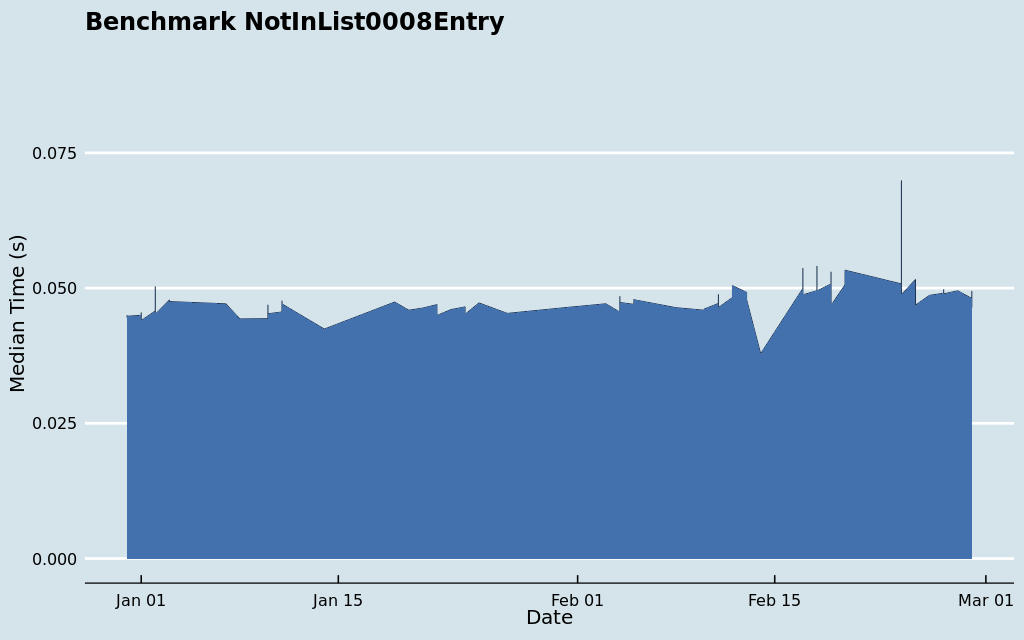 Benchmark NotInList0008Entry
0.075
0.050
0.025
0.000
Median Time (s)
Jan 01
Jan 15
Feb 01
Feb 15
Mar 01
Date